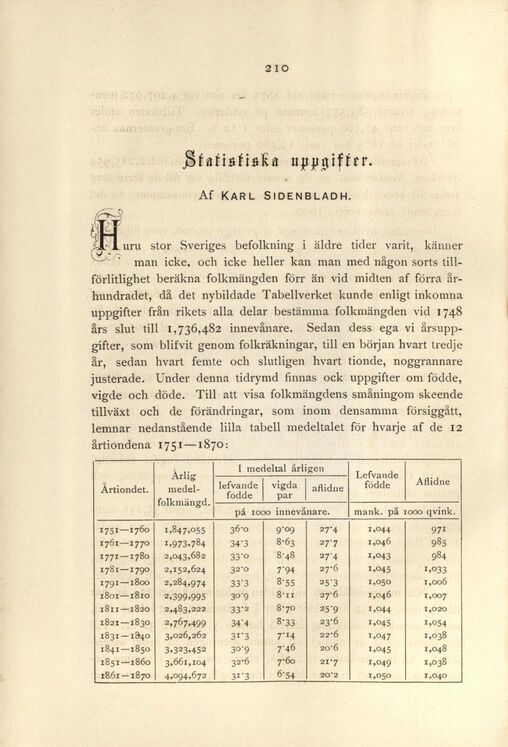 210
Statistiska uppgifter.
Af KARL SIDENBLADH.
Huru stor Sveriges befolkning i äldre tider varit, känner
man icke, och icke heller kan man med någon sorts till-
förlitlighet beräkna folkmängden förr än vid midten af förra år-
hundradet, då det nybildade Tabellverket kunde enligt inkomna
uppgifter från rikets alla delar bestämma folkmängden vid 1748
års slut till 1,736,482 innevånare. Sedan dess ega vi årsupp-
gifter, som blifvit genom folkräkningar, till en början hvart tredje
år, sedan hvart femte och slutligen hvart tionde, noggrannare
justerade. Under denna tidrymd finnas ock uppgifter om födde,
vigde och döde. Till att visa folkmängdens småningom skeende
tillväxt och de förändringar, som inom densamma försiggått,
lemnar nedanstående lilla tabell medeltalet för hvarje af de 12
årtiondena 1751—1870:
Årtiondet. Årlig medel- folkmängd. I medeltal årligen Lefvande födde Aflidne
lefvande födde vigda par aflidne
på 1000 innevånare. mank. på 1000 qvink.
1751—1760 1,847,055 36·0 9·09 27·4 1,044 971
1761—1770 1,973,784 34·3 8·63 27·7 1,046 985
1771—1780 2,043,682 33·0 8·48 27·4 1,043 984
1781—1790 2,152,624 32·0 7·94 27·6 1,045 1,033
1791—1800 2,284,974 33·3 8·55 25·3 1,050 1,006
1801—1810 2,399,995 30·9 8·11 27·6 1,046 1,007
1811—1820 2,483,222 33·2 8·70 25·9 1,044 1,020
1821—1830 2,767,499 34·4 8·33 23·6 1,045 1,054
1831—1840 3,026,262 31·3 7·14 22·6 1,047 1,038
1841—1850 3,323,452 30·9 7·46 20·6 1,045 1,048
1851—1860 3,661,104 32·6 7·60 21·7 1,049 1,038
1861—1870 4,094,672 31·3 6·54 20·2 1,050 1,040